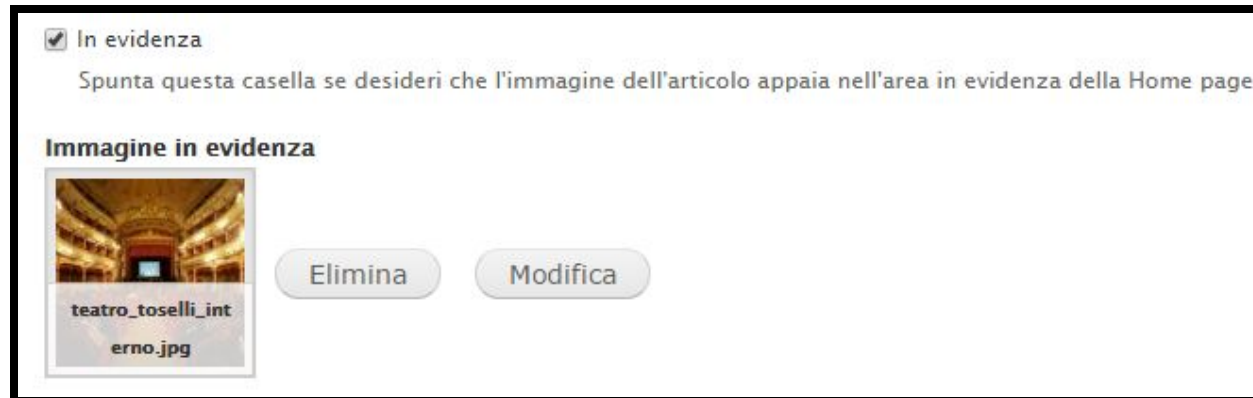 In evidenza
Spunta questa casella se desideri che l'immagine dell'articolo appaia nell'area in evidenza della Home page
Immagine in evidenza
Elimina
Modifica
teatro_toselli_int
erno.jpg